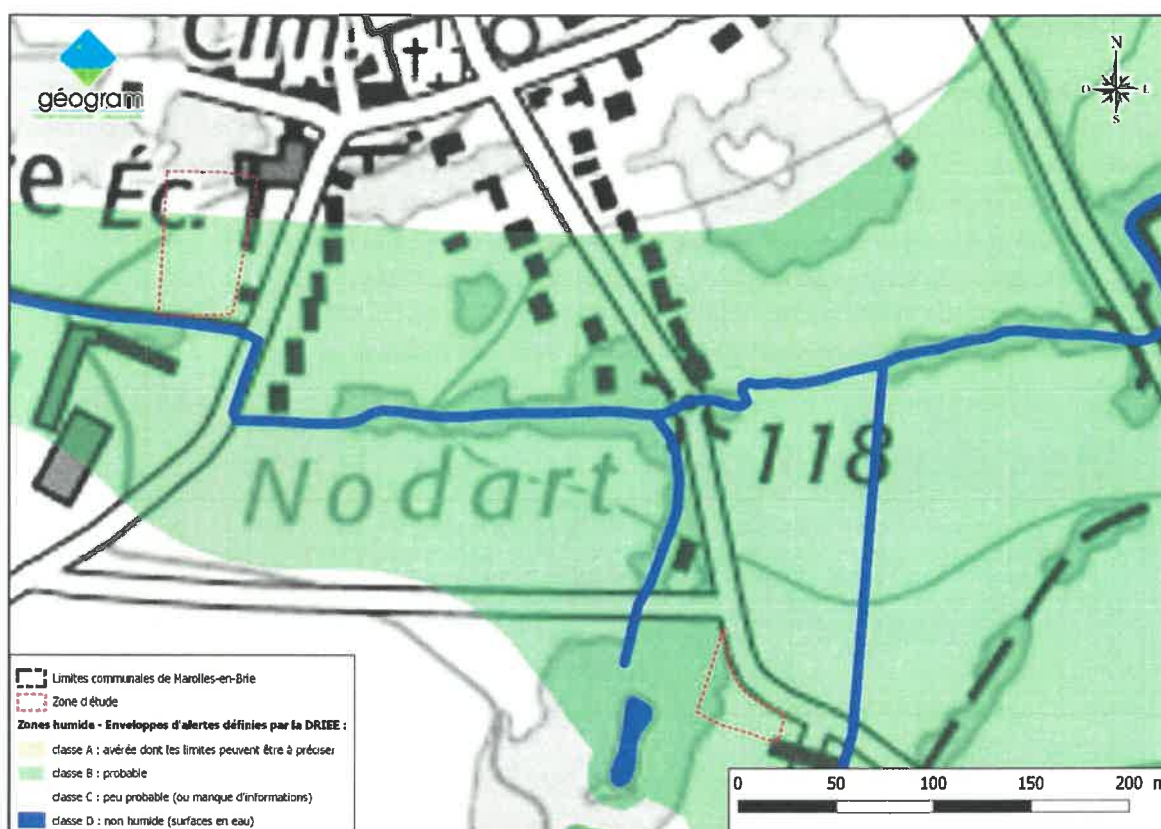 Cim.
géogram
N
O E
S
e Éc.
Nodart
118
Limites communales de Marolles-en-Brie
Zone d'étude
Zones humide - Enveloppes d'alertes définies par la DRIEE :
classe A : avérée dont les limites peuvent être à préciser
classe B : probable
classe C : peu probable (ou manque d'informations)
classe D : non humide (surfaces en eau)
0 50 100 150 200 m